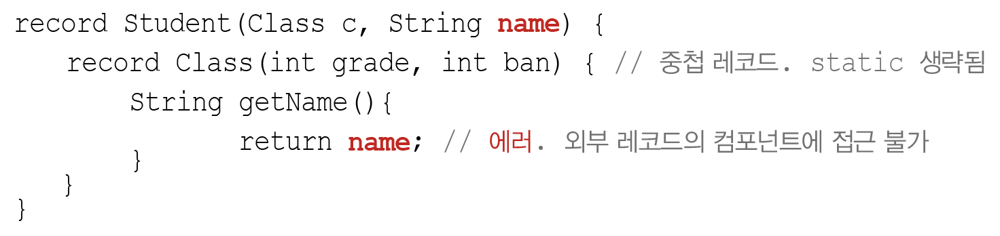 record Student(Class c, String name) {
record Class(int grade, int ban) { // 중첩 레코드. static 생략됨
String getName(){
return name; // 에러. 외부 레코드의 컴포넌트에 접근 불가
}
}
}